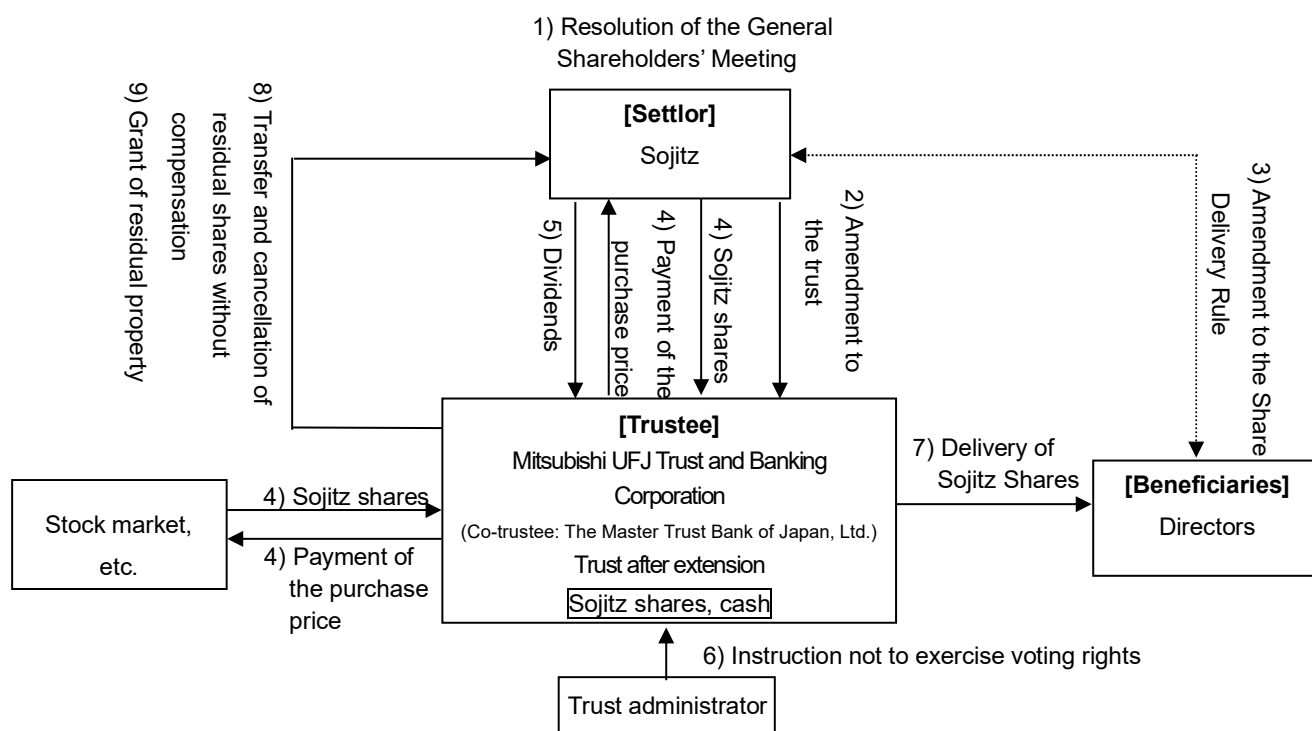 1) Resolution of the General
Shareholders’ Meeting
[Settlor]
Sojitz
9) Grant of residual property
8) Transfer and cancellation of
residual shares without
compensation
5) Dividends
4) Payment of the
purchase price
4) Sojitz shares
2) Amendment to
the trust
3) Amendment to the Share
Delivery Rule
[Trustee]
Mitsubishi UFJ Trust and Banking
Corporation
(Co-trustee: The Master Trust Bank of Japan, Ltd.)
Trust after extension
Sojitz shares, cash
Stock market,
etc.
4) Sojitz shares
4) Payment of
the purchase
price
7) Delivery of
Sojitz Shares
[Beneficiaries]
Directors
6) Instruction not to exercise voting rights
Trust administrator